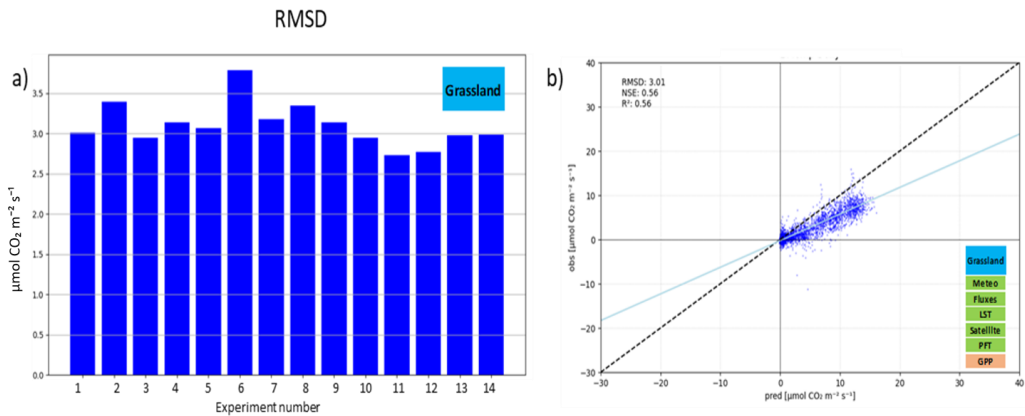 RMSD
a)
Grassland
3.5
3.0
2.5
2.0
1.5
1.0
0.5
0.0
μmol CO₂ m⁻² s⁻¹
1 2 3 4 5 6 7 8 9 10 11 12 13 14
Experiment number
b)
RMSD: 3.01
NSE: 0.56
R²: 0.56
40
30
20
10
0
−10
−20
−30
obs [μmol CO₂ m⁻² s⁻¹]
Grassland
Meteo
Fluxes
LST
Satellite
PFT
GPP
−30 −20 −10 0 10 20 30 40
pred [μmol CO₂ m⁻² s⁻¹]